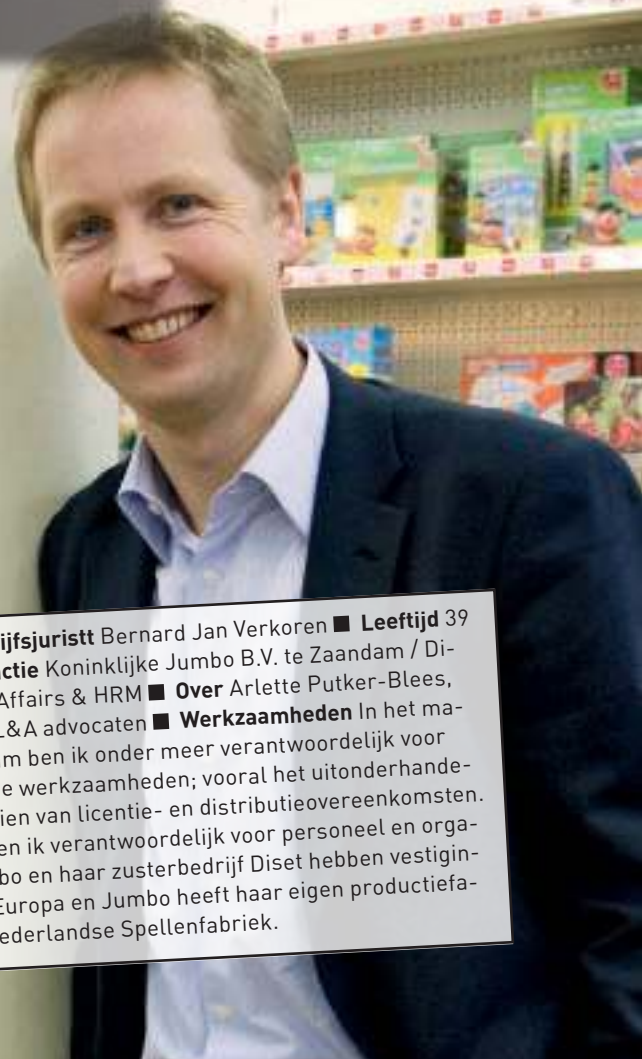 ijfsjuristt Bernard Jan Verkoren ■ Leeftijd 39
ctie Koninklijke Jumbo B.V. te Zaandam / Di-
Affairs & HRM ■ Over Arlette Putker-Blees,
L&A advocaten ■ Werkzaamheden In het ma-
m ben ik onder meer verantwoordelijk voor
e werkzaamheden; vooral het uitonderhande-
ien van licentie- en distributieovereenkomsten.
en ik verantwoordelijk voor personeel en orga-
bo en haar zusterbedrijf Diset hebben vestigin-
Europa en Jumbo heeft haar eigen productiefa-
ederlandse Spellenfabriek.